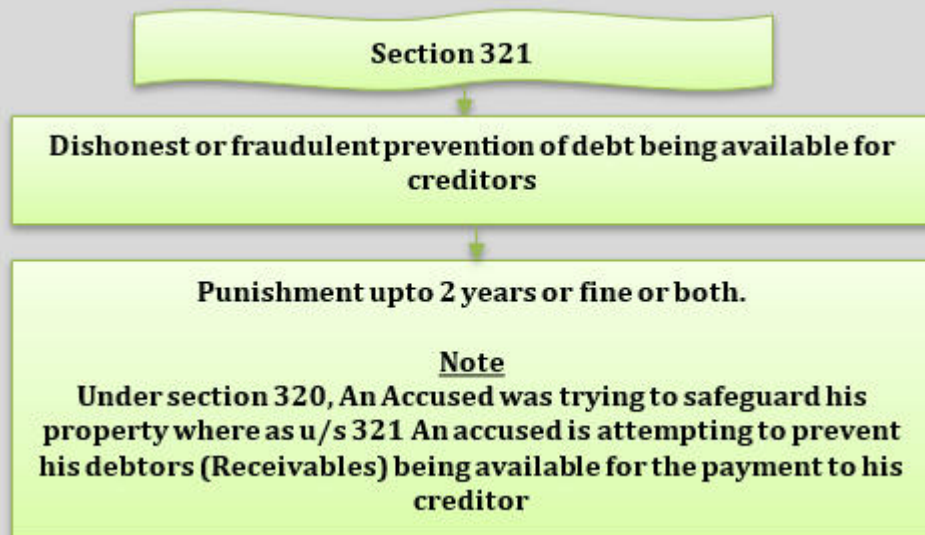 Section 321
Dishonest or fraudulent prevention of debt being available for
creditors
Punishment upto 2 years or fine or both.
Note
Under section 320, An Accused was trying to safeguard his
property where as u/s 321 An accused is attempting to prevent
his debtors (Receivables) being available for the payment to his
creditor